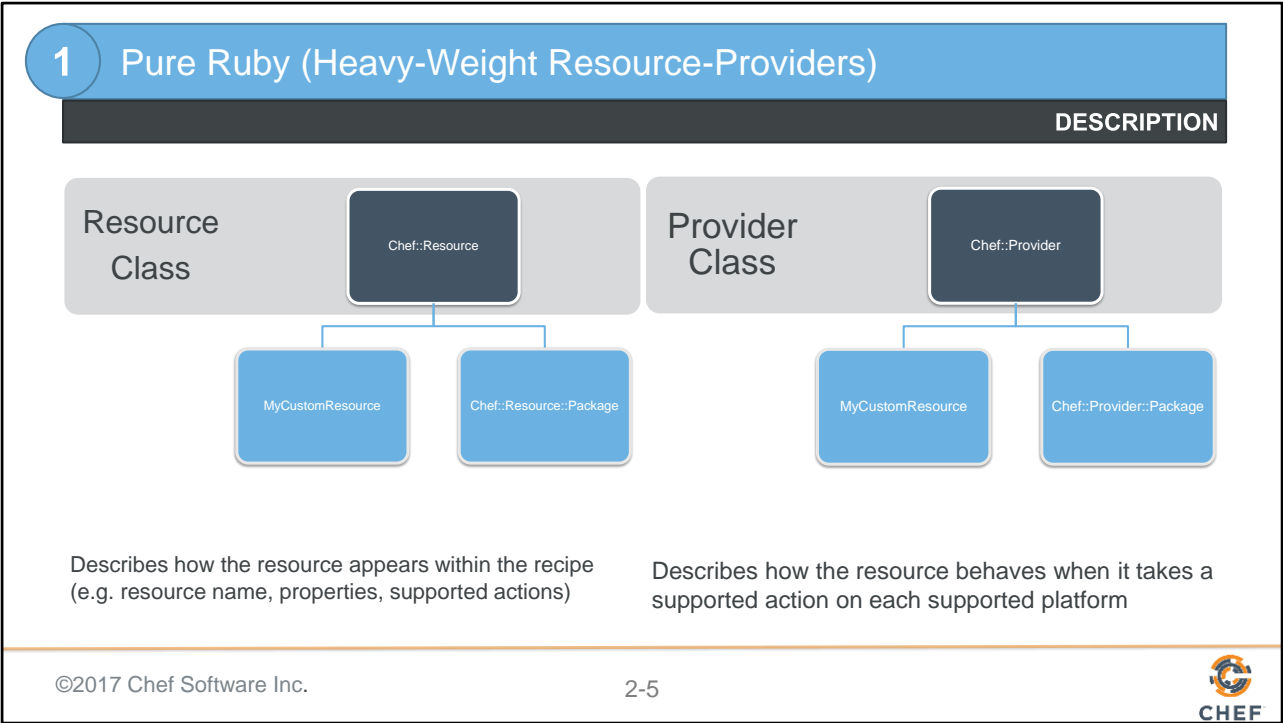 1
Pure Ruby (Heavy-Weight Resource-Providers)
DESCRIPTION
Resource
Class
Chef::Resource
MyCustomResource
Chef::Resource::Package
Describes how the resource appears within the recipe
(e.g. resource name, properties, supported actions)
Provider
Class
Chef::Provider
MyCustomResource
Chef::Provider::Package
Describes how the resource behaves when it takes a
supported action on each supported platform
©2017 Chef Software Inc.
2-5
CHEF